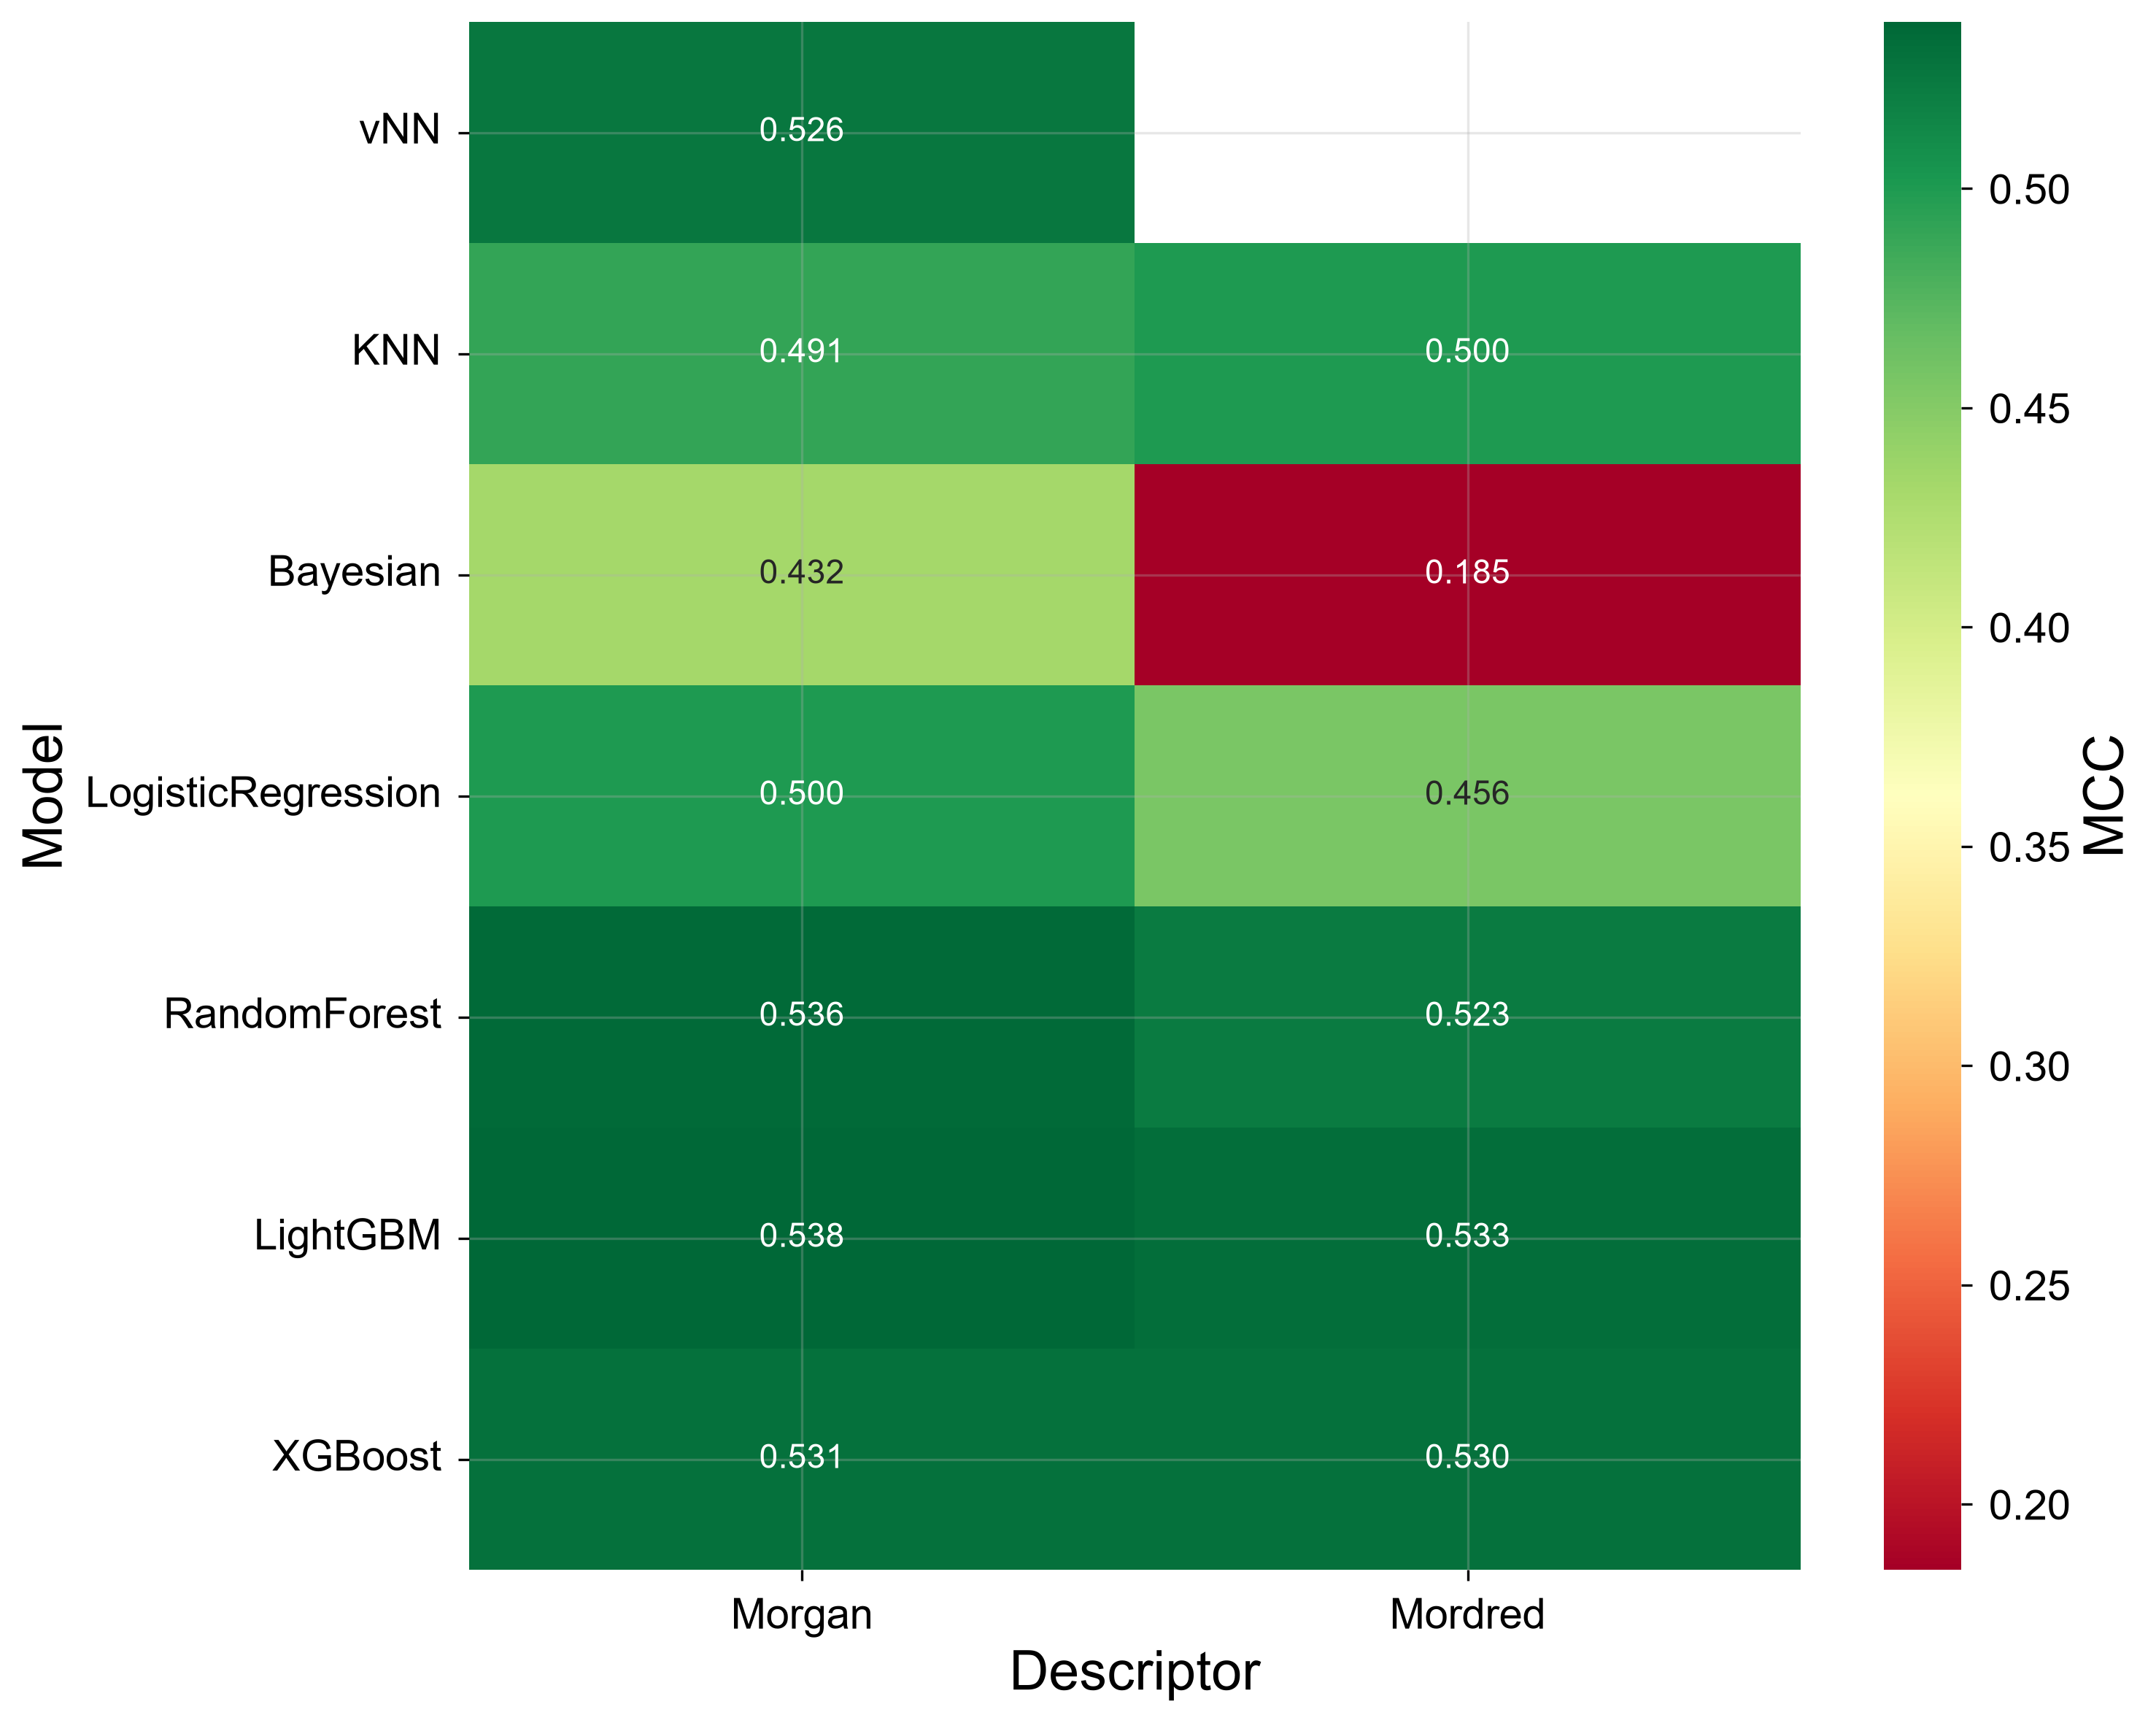 vNN
0.526
KNN
0.491
0.500
Bayesian
0.432
0.185
LogisticRegression
0.500
0.456
RandomForest
0.536
0.523
LightGBM
0.538
0.533
XGBoost
0.531
0.530
Morgan
Mordred
Descriptor
Model
0.50
0.45
0.40
0.35
0.30
0.25
0.20
MCC